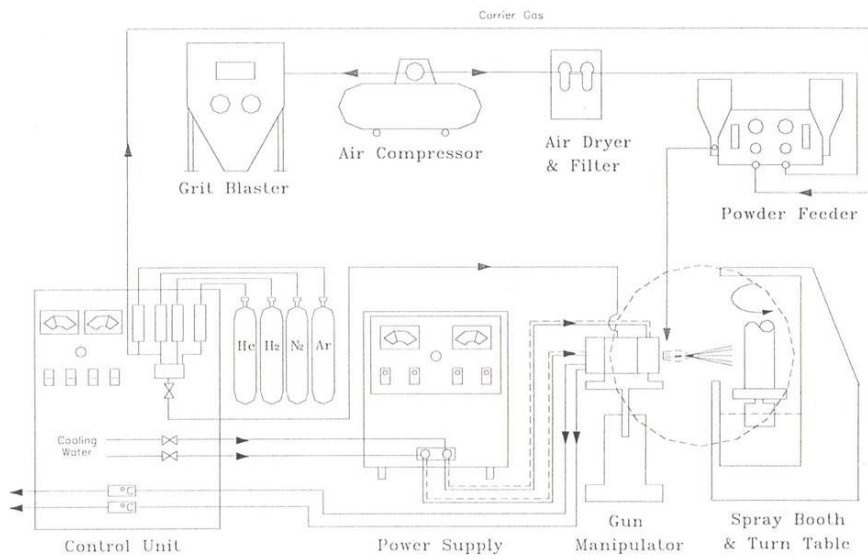 Carrier Gas
Grit Blaster
Air Compressor
Air Dryer
& Filter
Powder Feeder
He H2 N2 Ar
Cooling
Water
°C
°C
Control Unit
Power Supply
Gun
Manipulator
Spray Booth
& Turn Table